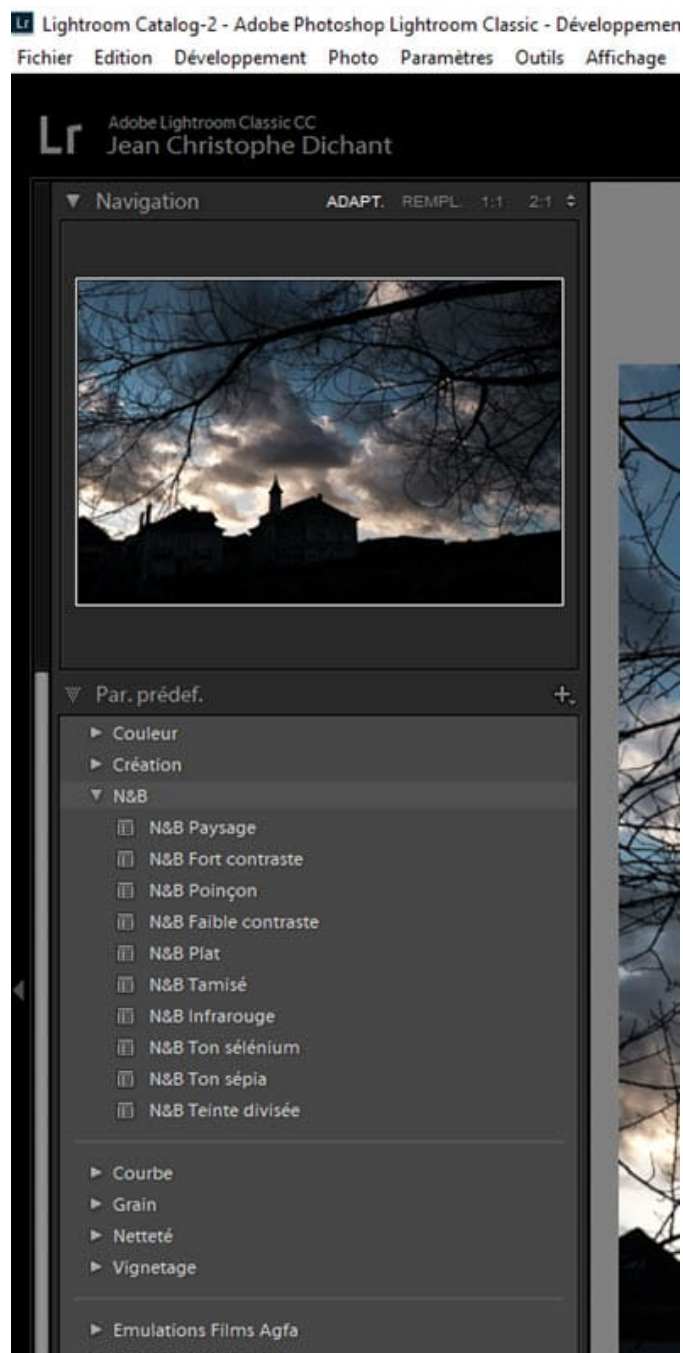 Lr Lightroom Catalog-2 - Adobe Photoshop Lightroom Classic - Développemen
Fichier Edition Développement Photo Paramètres Outils Affichage
Lr Adobe Lightroom Classic CC
Jean Christophe Dichant
Navigation ADAPT. REMPL. 1:1 2:1
Par. prédef.
Couleur
Création
N&B
N&B Paysage
N&B Fort contraste
N&B Poinçon
N&B Faible contraste
N&B Plat
N&B Tamisé
N&B Infrarouge
N&B Ton sélénium
N&B Ton sépia
N&B Teinte divisée
Courbe
Grain
Netteté
Vignetage
Emulations Films Agfa